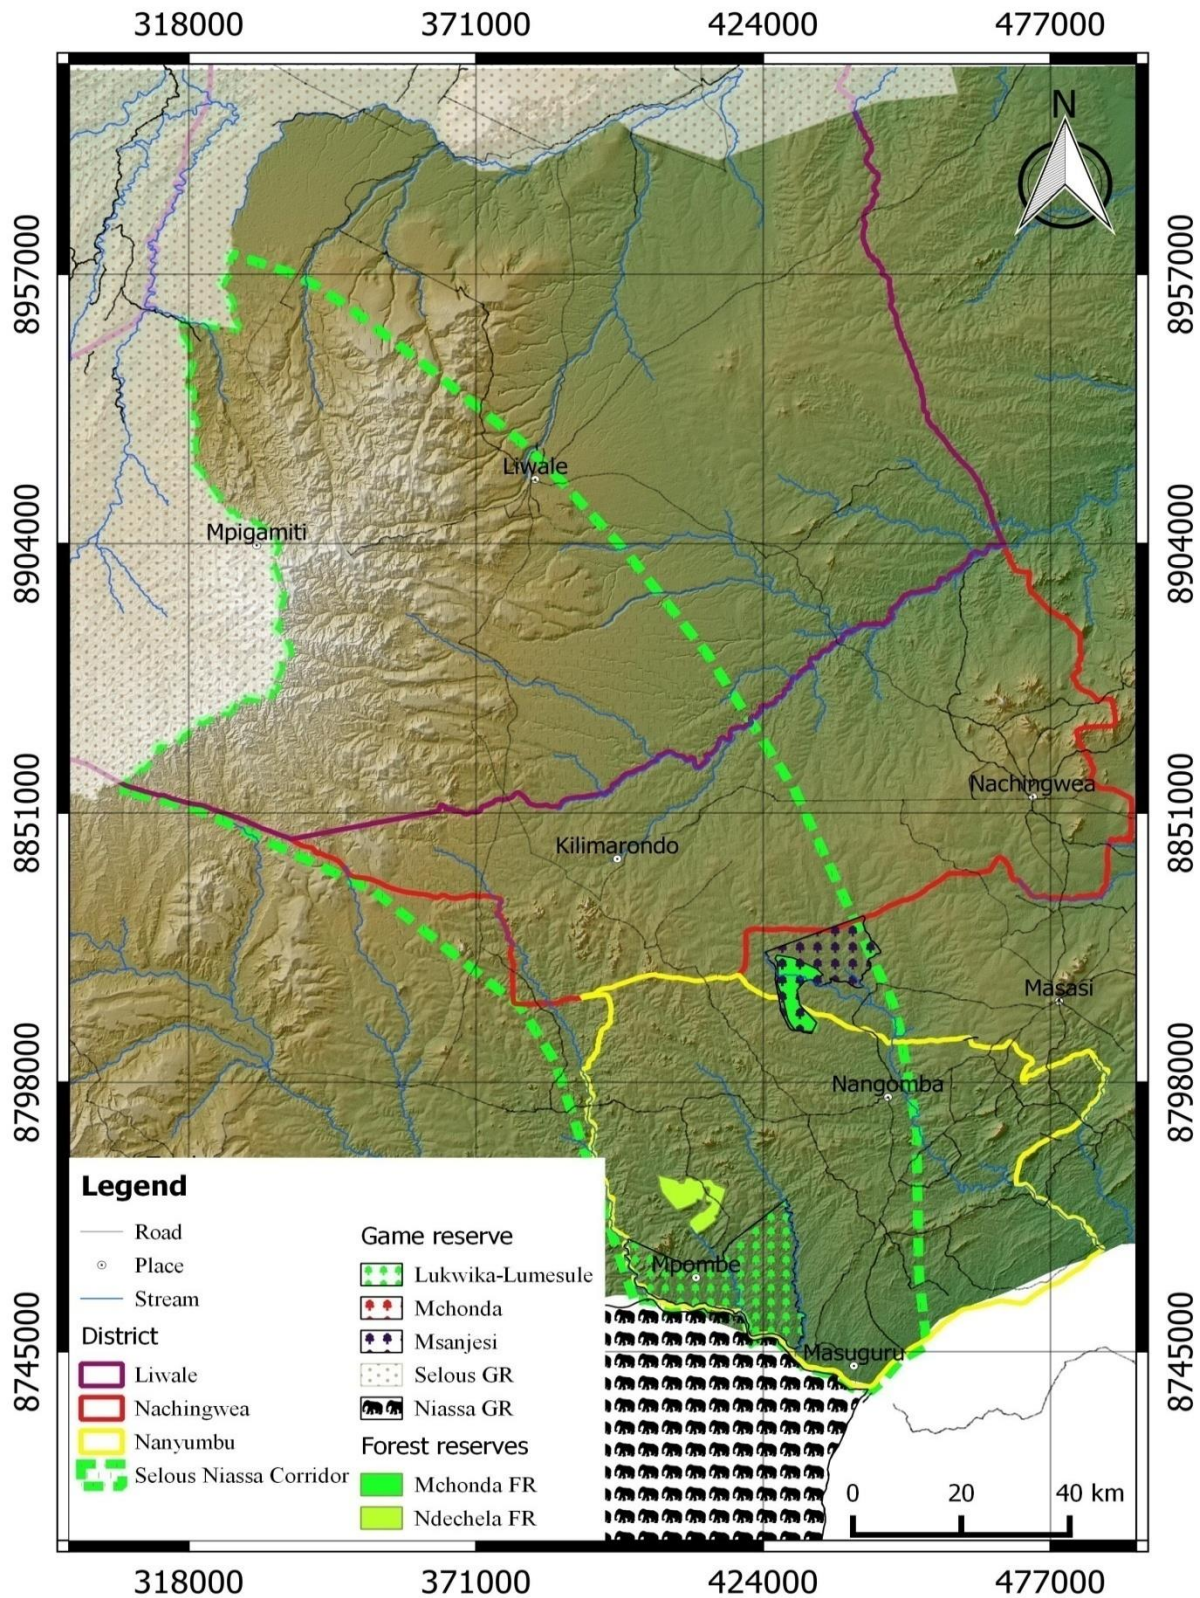 318000 371000 424000 477000
N
8957000 8957000
Liwale
Mpigamiti
8904000 8904000
Nachingwea
8851000 8851000
Kilimarondo
Masasi
Nangomba
8798000 8798000
Mpombe
Masuguru
8745000 8745000
Legend
Road
Place
Stream
District
Liwale
Nachingwea
Nanyumbu
Selous Niassa Corridor
Game reserve
Lukwika-Lumesule
Mchonda
Msanjesi
Selous GR
Niassa GR
Forest reserves
Mchonda FR
Ndechela FR
0 20 40 km
318000 371000 424000 477000